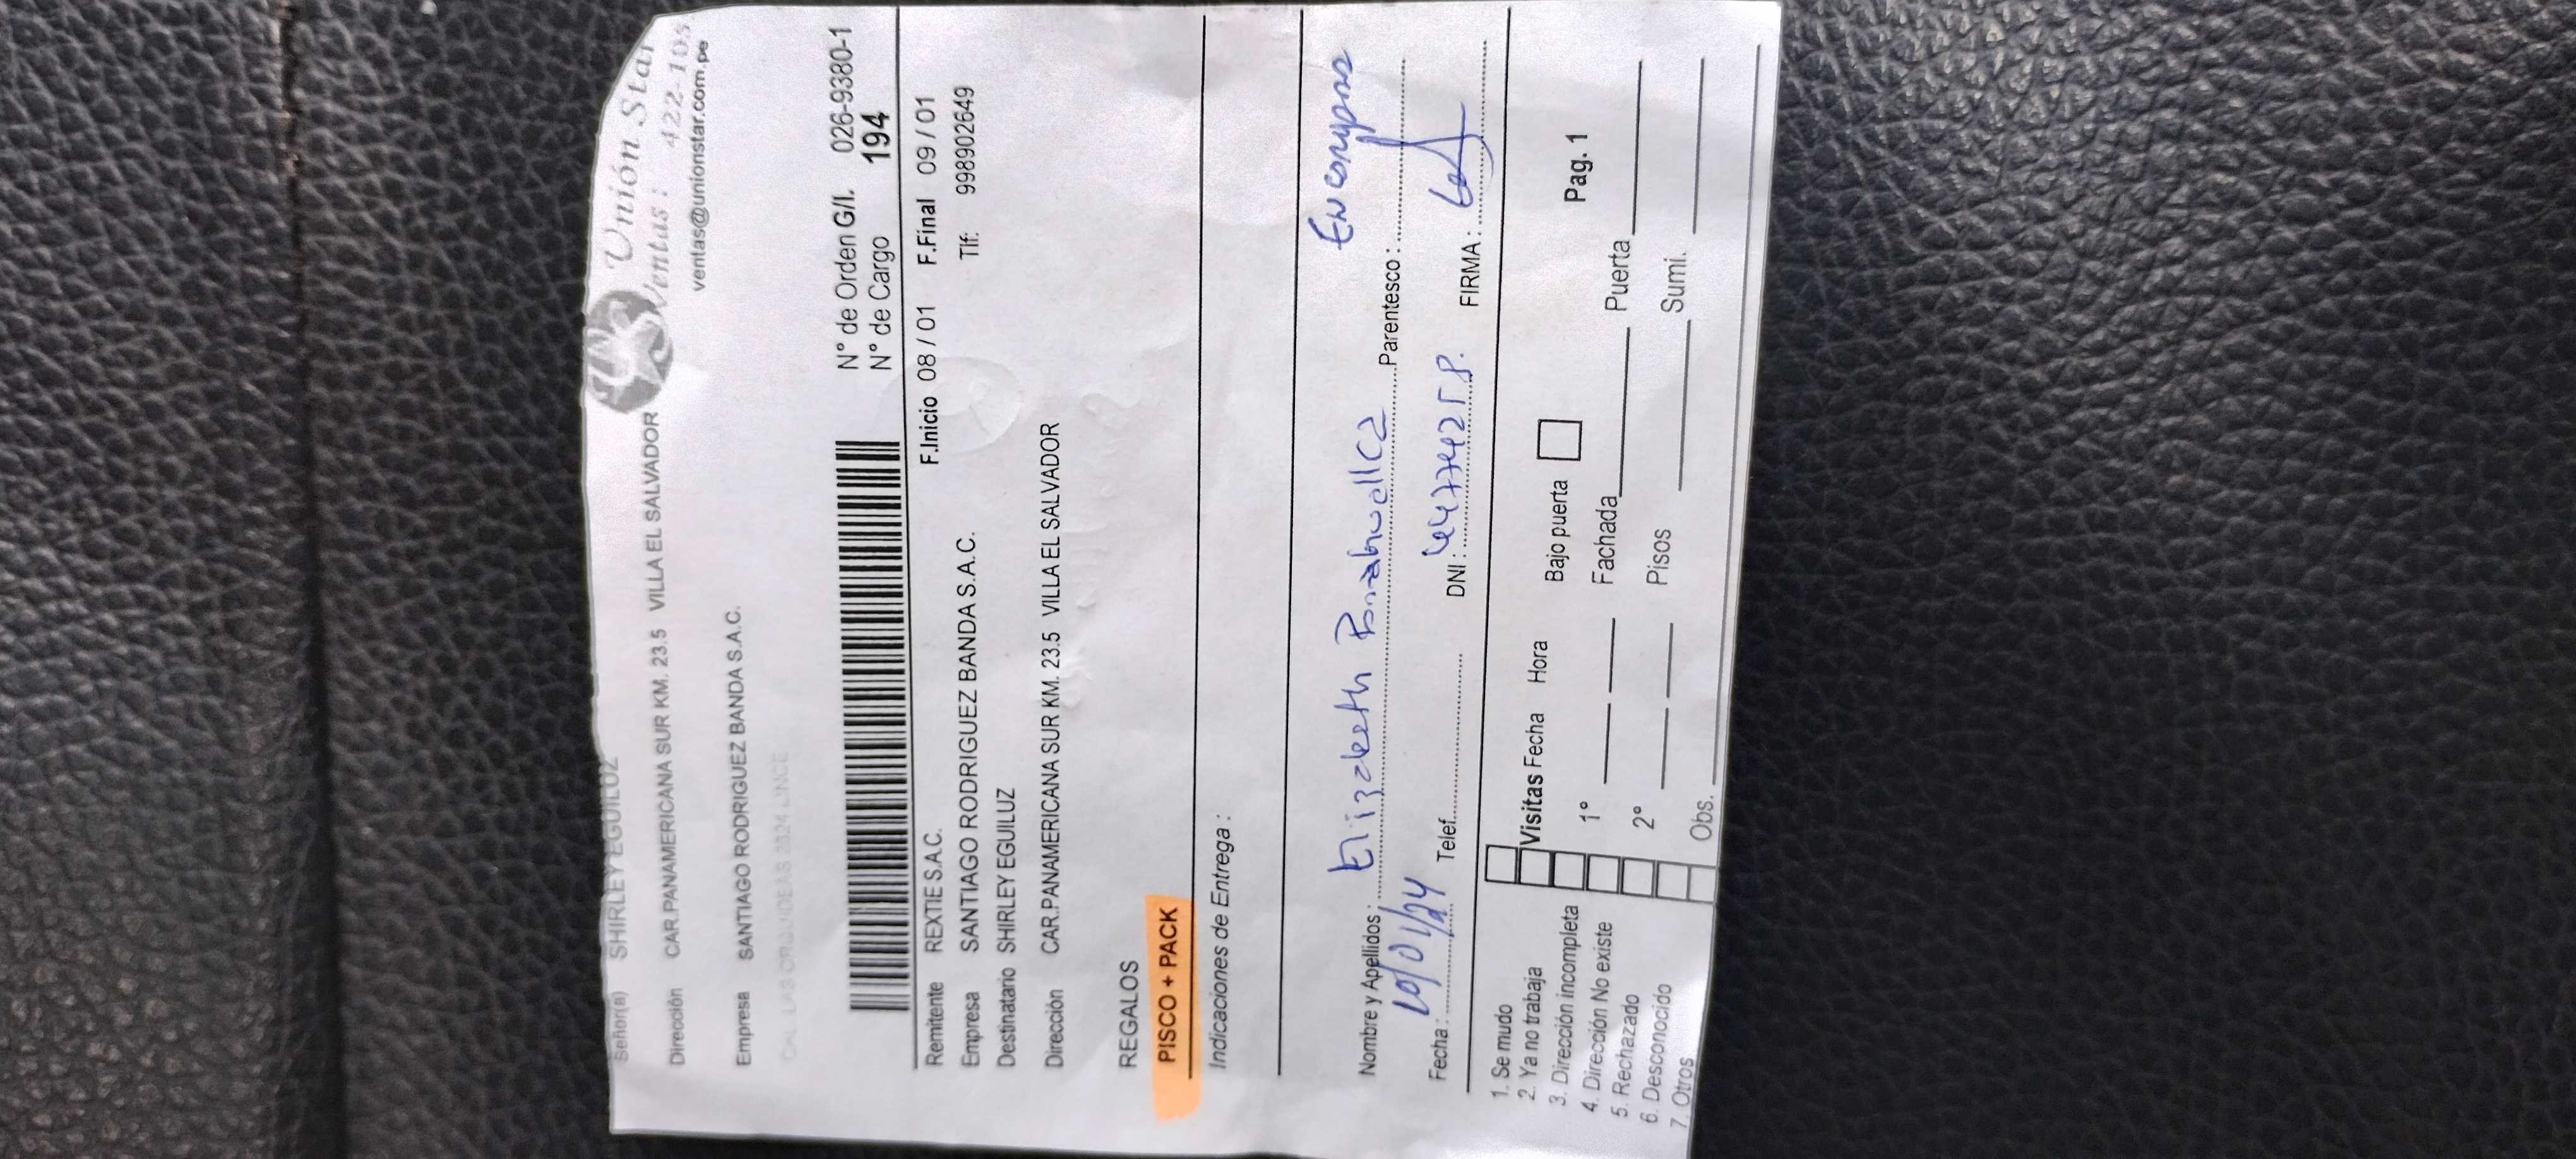 Unión Star
Señor(a) SHIRLEY EGUILUZ
Ventas : 422-105
Dirección CAR.PANAMERICANA SUR KM. 23.5 VILLA EL SALVADOR
ventas@unionstar.com.pe
Empresa SANTIAGO RODRIGUEZ BANDA S.A.C.
2324 LINCE
N° de Orden G/I. 026-9380-1
N° de Cargo 194
F.Inicio 08 / 01 F.Final 09 / 01
Remitente REXTIE S.A.C.
Empresa SANTIAGO RODRIGUEZ BANDA S.A.C. Tlf: 998902649
Destinatario SHIRLEY EGUILUZ
Dirección CAR.PANAMERICANA SUR KM. 23.5 VILLA EL SALVADOR
REGALOS
PISCO + PACK
Indicaciones de Entrega :
Nombre y Apellidos : Elizabeth Parentesco :
Fecha : 10/01/24 Telef. DNI : FIRMA :
1. Se mudo
2. Ya no trabaja Visitas Fecha Hora Bajo puerta Pag. 1
3. Dirección incompleta
4. Dirección No existe 1° Fachada Puerta
5. Rechazado
6. Desconocido 2° Pisos Sumi.
7. Otros Obs.